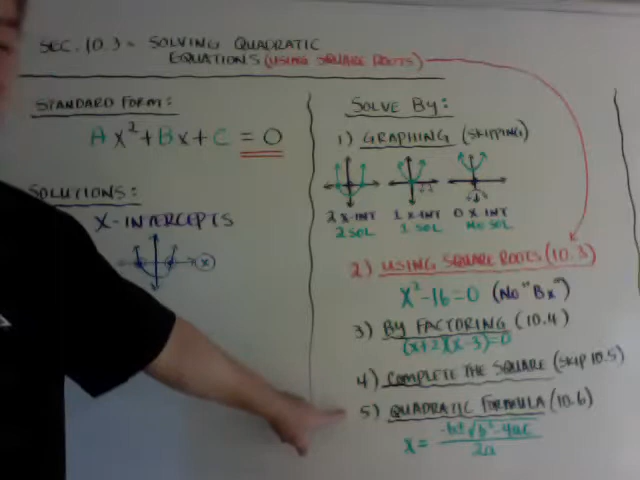 SEC. 10.3 - SOLVING QUADRATIC
EQUATIONS (USING SQUARE ROOTS)
STANDARD FORM:
Ax²+Bx+C=0
SOLUTIONS:
X-INTERCEPTS
x
SOLVE BY:
1) GRAPHING (SKIPPING)
2 X-INT 1 X-INT 0 X-INT
2 SOL 1 SOL NO SOL
2) USING SQUARE ROOTS (10.3)
x²-16=0 (NO "Bx")
3) BY FACTORING (10.4)
(x+2)(x-3)=0
4) COMPLETE THE SQUARE (SKIP 10.5)
5) QUADRATIC FORMULA (10.6)
x = -b±√b²-4ac
2a